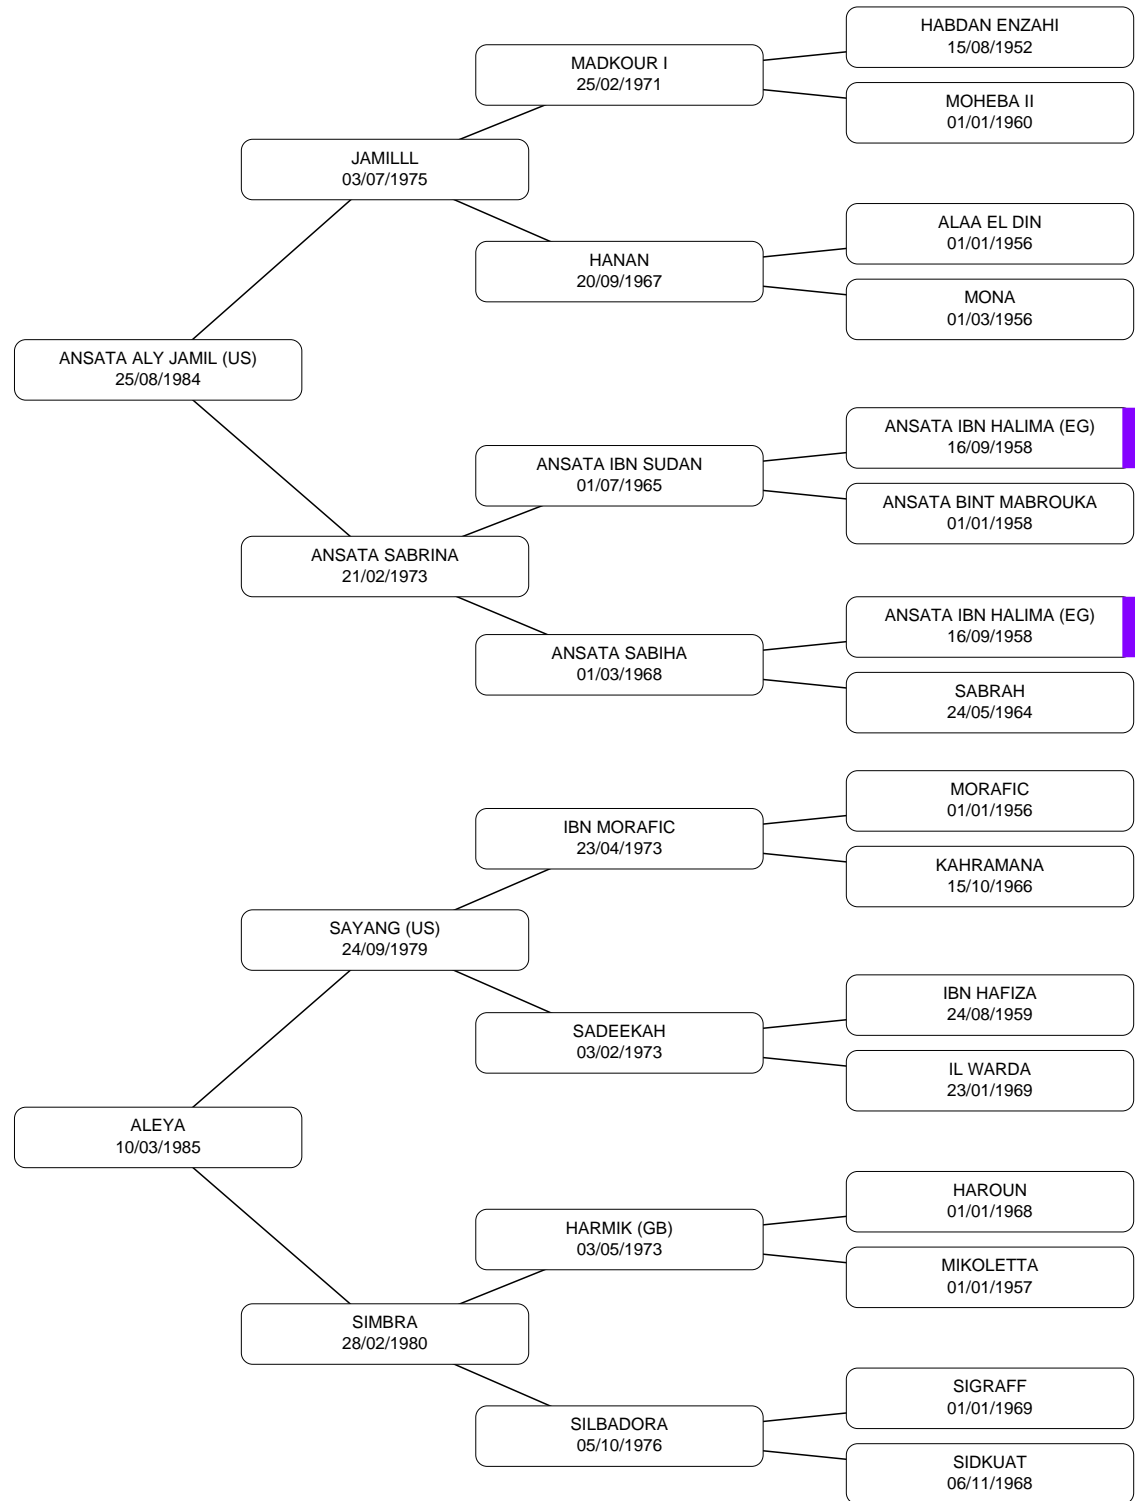 HABDAN ENZAHI
15/08/1952
MADKOUR I
25/02/1971
MOHEBA II
01/01/1960
JAMILLL
03/07/1975
ALAA EL DIN
01/01/1956
HANAN
20/09/1967
MONA
01/03/1956
ANSATA ALY JAMIL (US)
25/08/1984
ANSATA IBN HALIMA (EG)
16/09/1958
ANSATA IBN SUDAN
01/07/1965
ANSATA BINT MABROUKA
01/01/1958
ANSATA SABRINA
21/02/1973
ANSATA IBN HALIMA (EG)
16/09/1958
ANSATA SABIHA
01/03/1968
SABRAH
24/05/1964
MORAFIC
01/01/1956
IBN MORAFIC
23/04/1973
KAHRAMANA
15/10/1966
SAYANG (US)
24/09/1979
IBN HAFIZA
24/08/1959
SADEEKAH
03/02/1973
IL WARDA
23/01/1969
ALEYA
10/03/1985
HAROUN
01/01/1968
HARMIK (GB)
03/05/1973
MIKOLETTA
01/01/1957
SIMBRA
28/02/1980
SIGRAFF
01/01/1969
SILBADORA
05/10/1976
SIDKUAT
06/11/1968